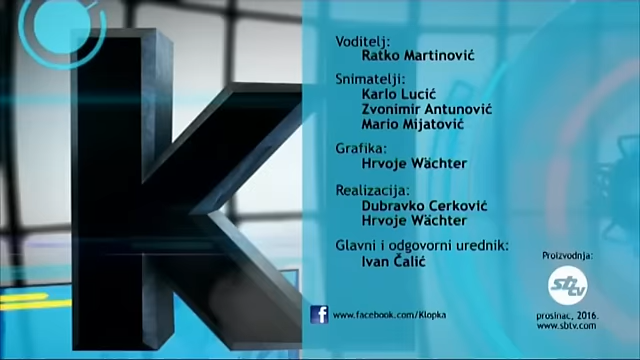 K
Voditelj:
Ratko Martinović
Snimatelji:
Karlo Lucić
Zvonimir Antunović
Mario Mijatović
Grafika:
Hrvoje Wächter
Realizacija:
Dubravko Cerković
Hrvoje Wächter
Glavni i odgovorni urednik:
Ivan Čalić
f www.facebook.com/Klopka
Proizvodnja:
sbtv
prosinac, 2016.
www.sbtv.com